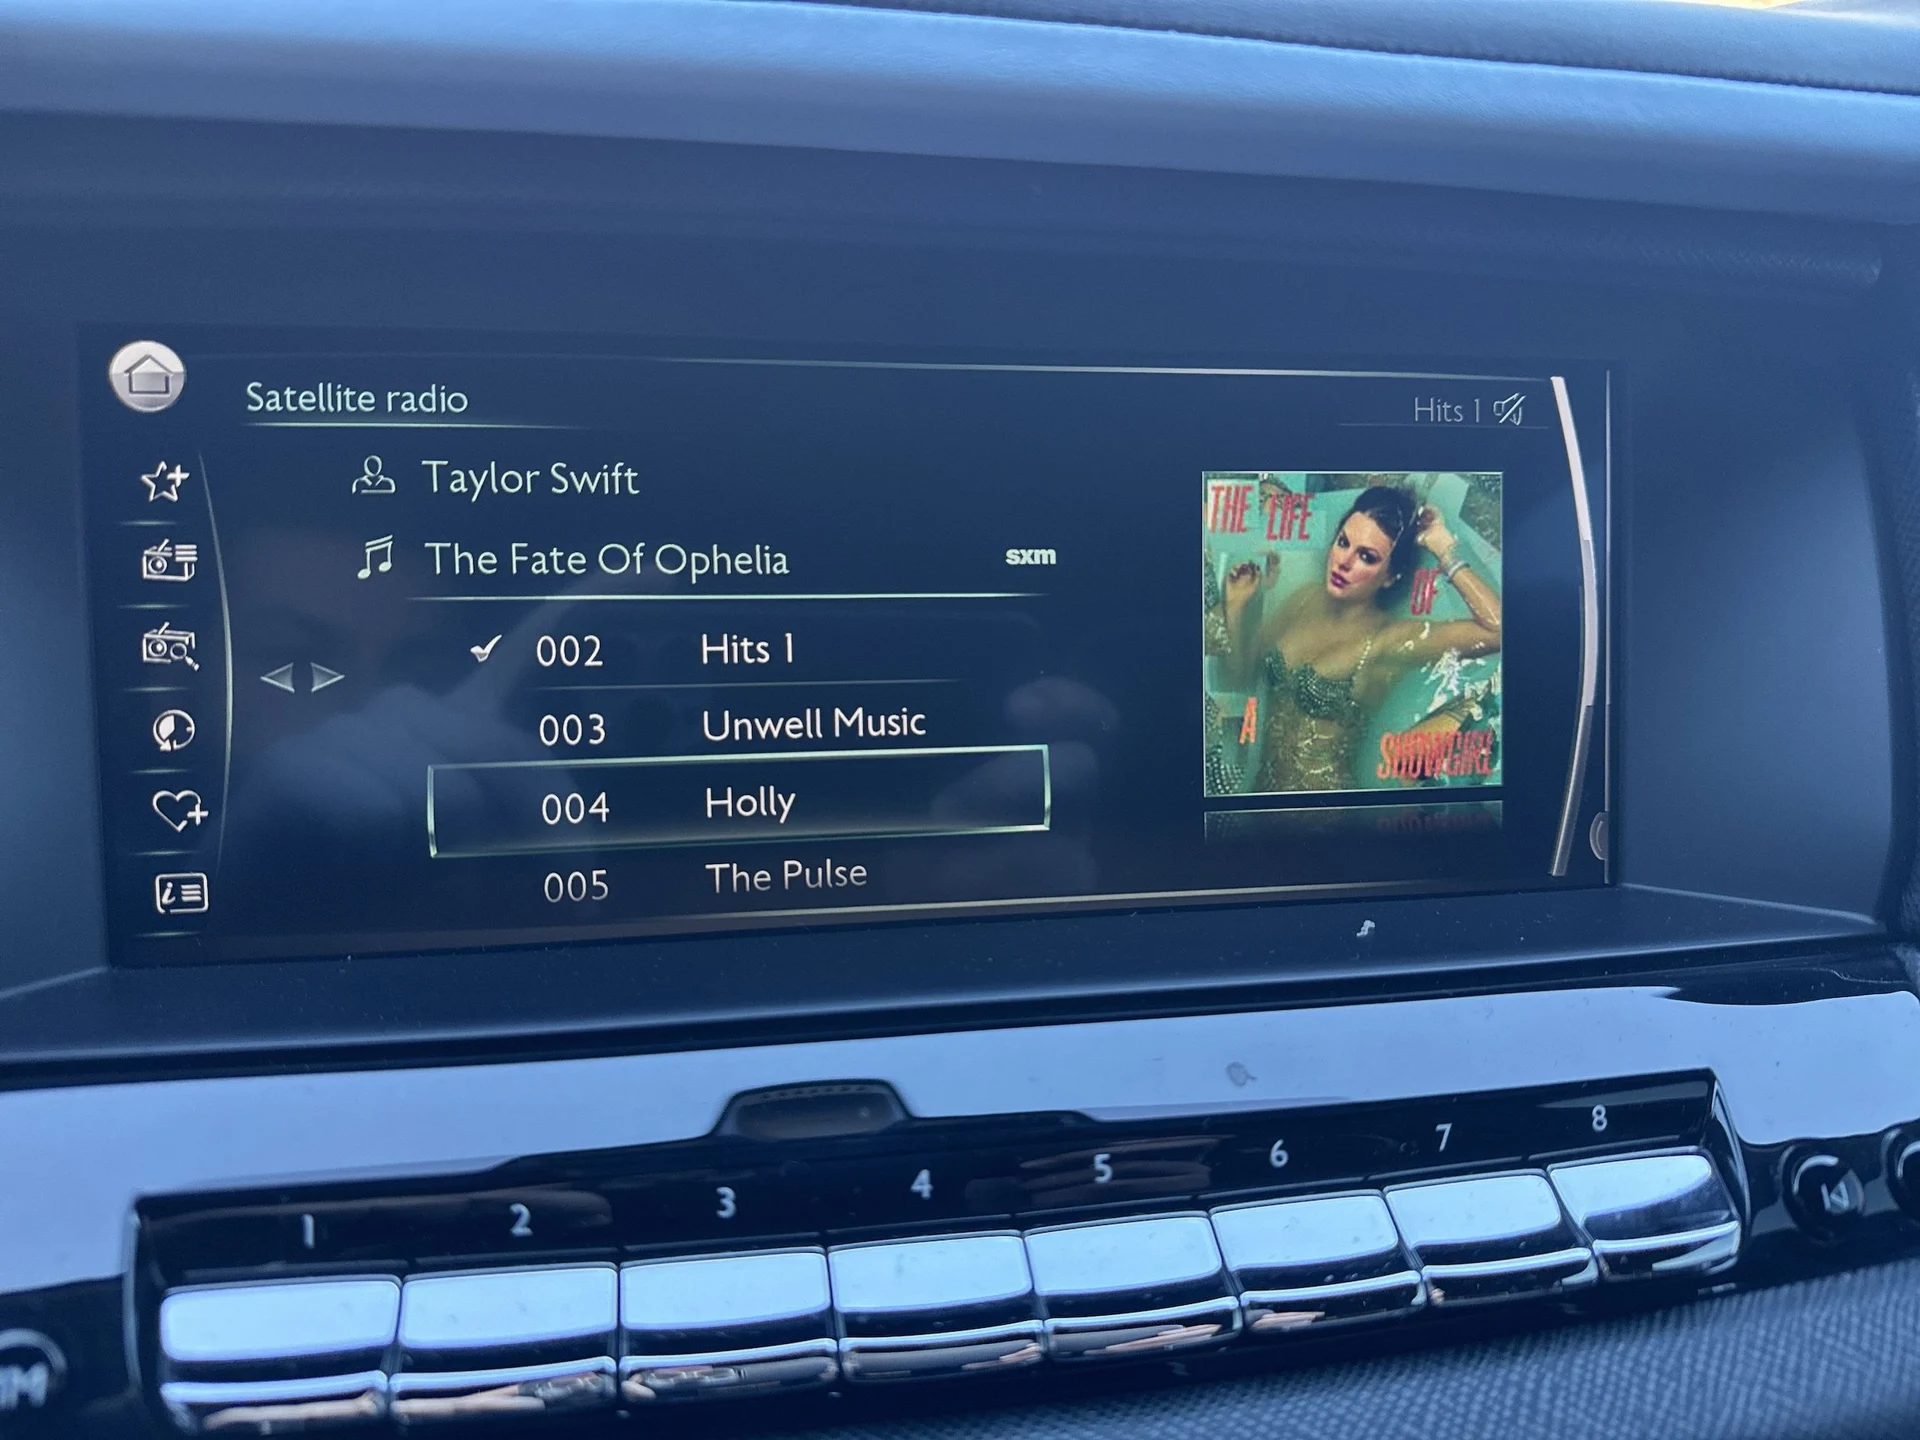 Satellite radio
Hits 1
Taylor Swift
The Fate Of Ophelia
sxm
002 Hits 1
003 Unwell Music
004 Holly
005 The Pulse
THE LIFE
OF
A
SHOWGIRL
1 2 3 4 5 6 7 8